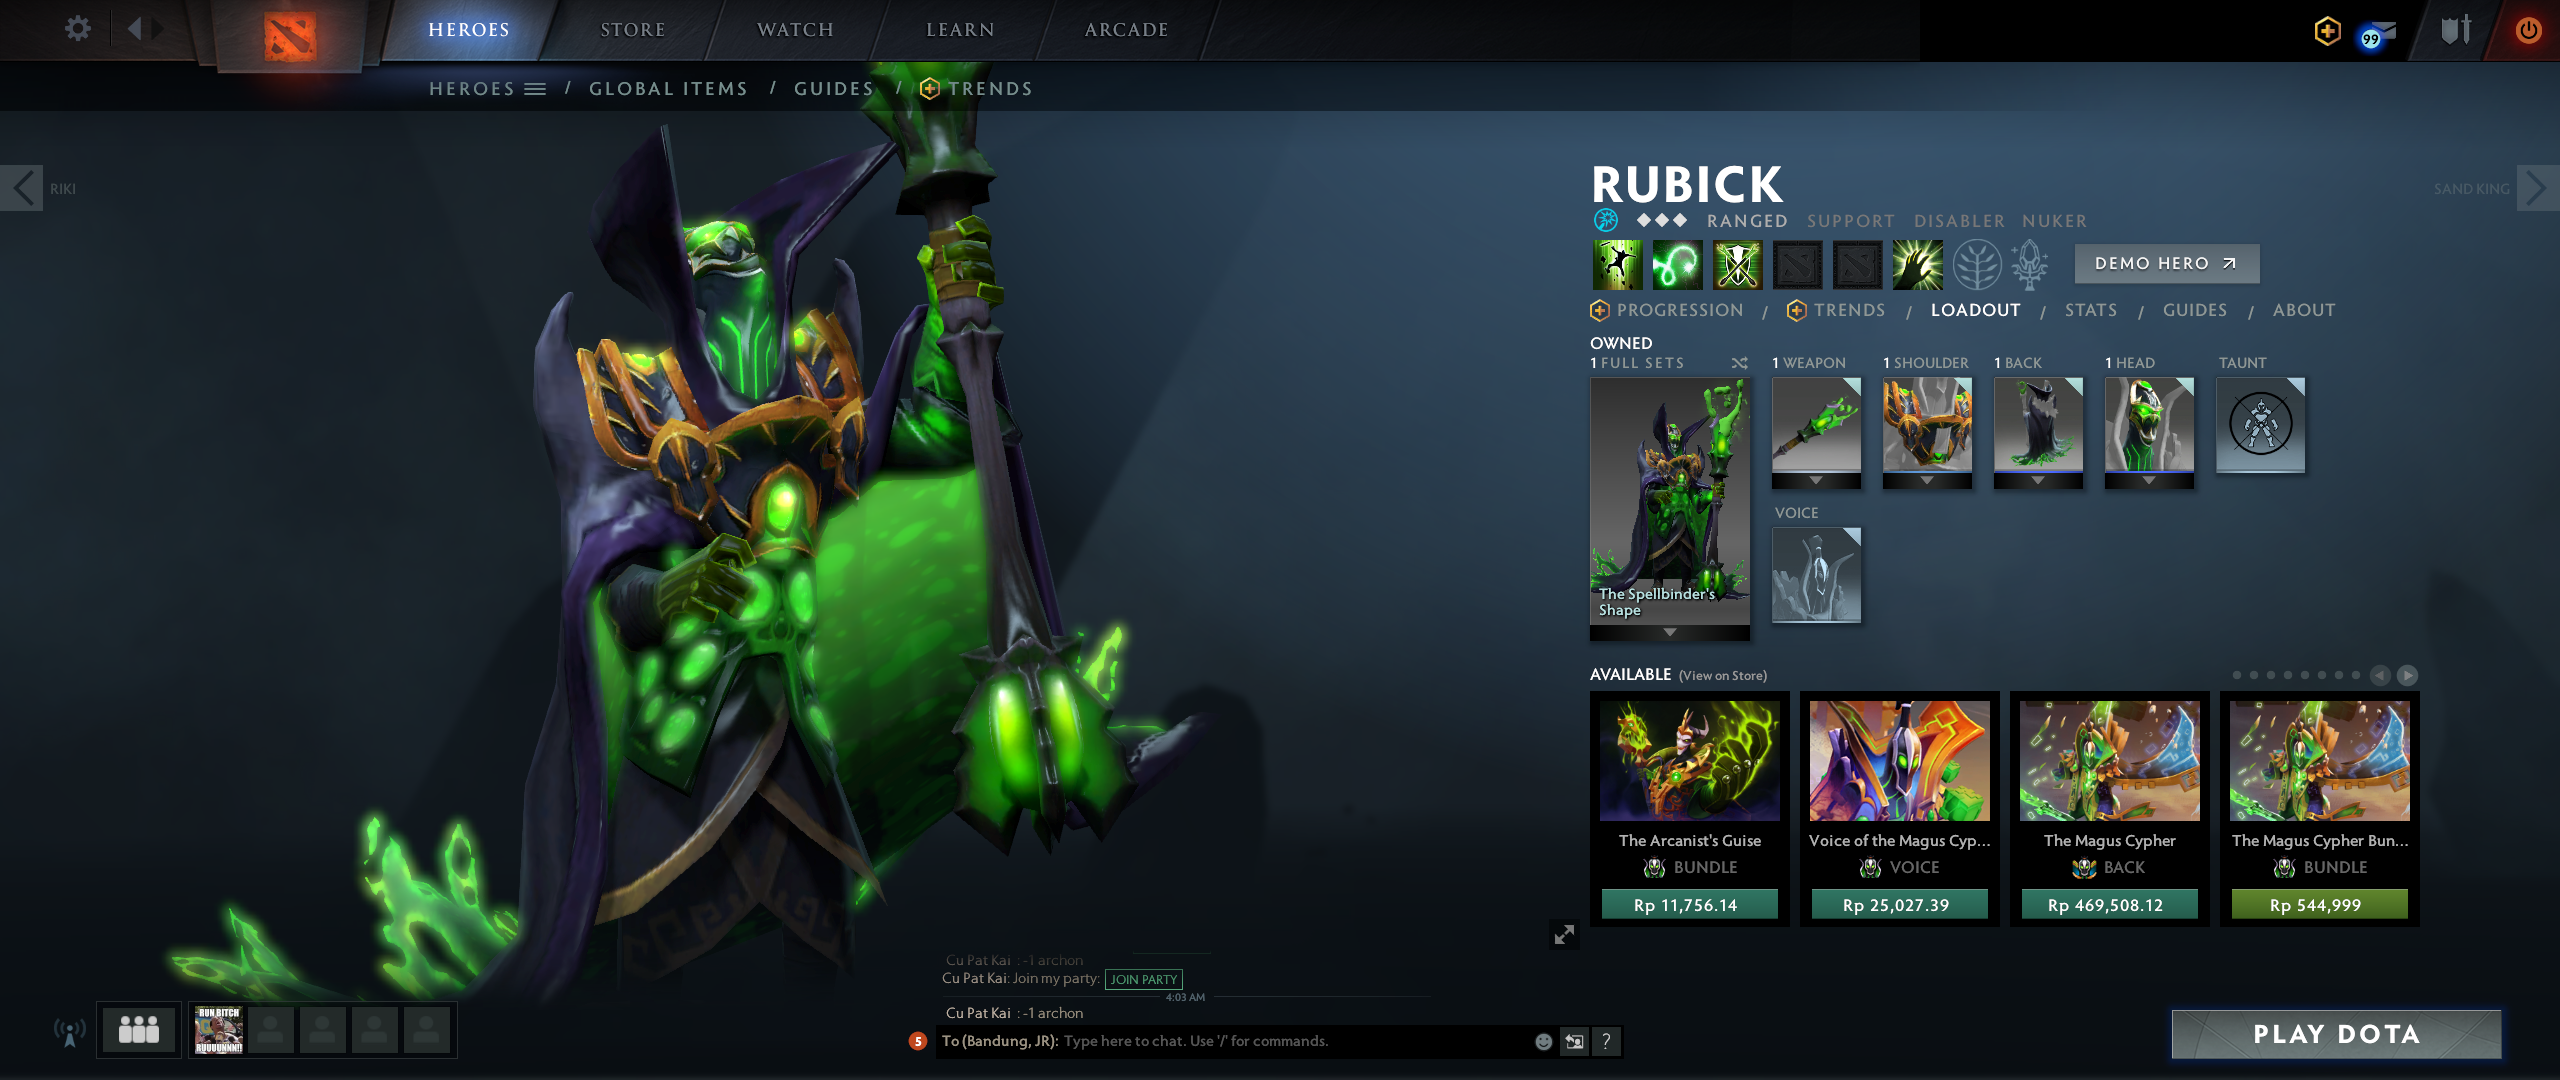 HEROES
STORE
WATCH
LEARN
ARCADE
99
HEROES / GLOBAL ITEMS / GUIDES / TRENDS
RIKI
SAND KING
RUBICK
RANGED SUPPORT DISABLER NUKER
DEMO HERO
PROGRESSION / TRENDS / LOADOUT / STATS / GUIDES / ABOUT
OWNED
1 FULL SETS
1 WEAPON
1 SHOULDER
1 BACK
1 HEAD
TAUNT
The Spellbinder's
Shape
VOICE
AVAILABLE (View on Store)
The Arcanist's Guise
BUNDLE
Rp 11,756.14
Voice of the Magus Cyp...
VOICE
Rp 25,027.39
The Magus Cypher
BACK
Rp 469,508.12
The Magus Cypher Bun...
BUNDLE
Rp 544,999
Cu Pat Kai : -1 archon
Cu Pat Kai: Join my party: JOIN PARTY
4:03 AM
Cu Pat Kai : -1 archon
5 To (Bandung, JR): Type here to chat. Use '/' for commands. ?
RUN BITCH
RUUUUNNN!!
PLAY DOTA